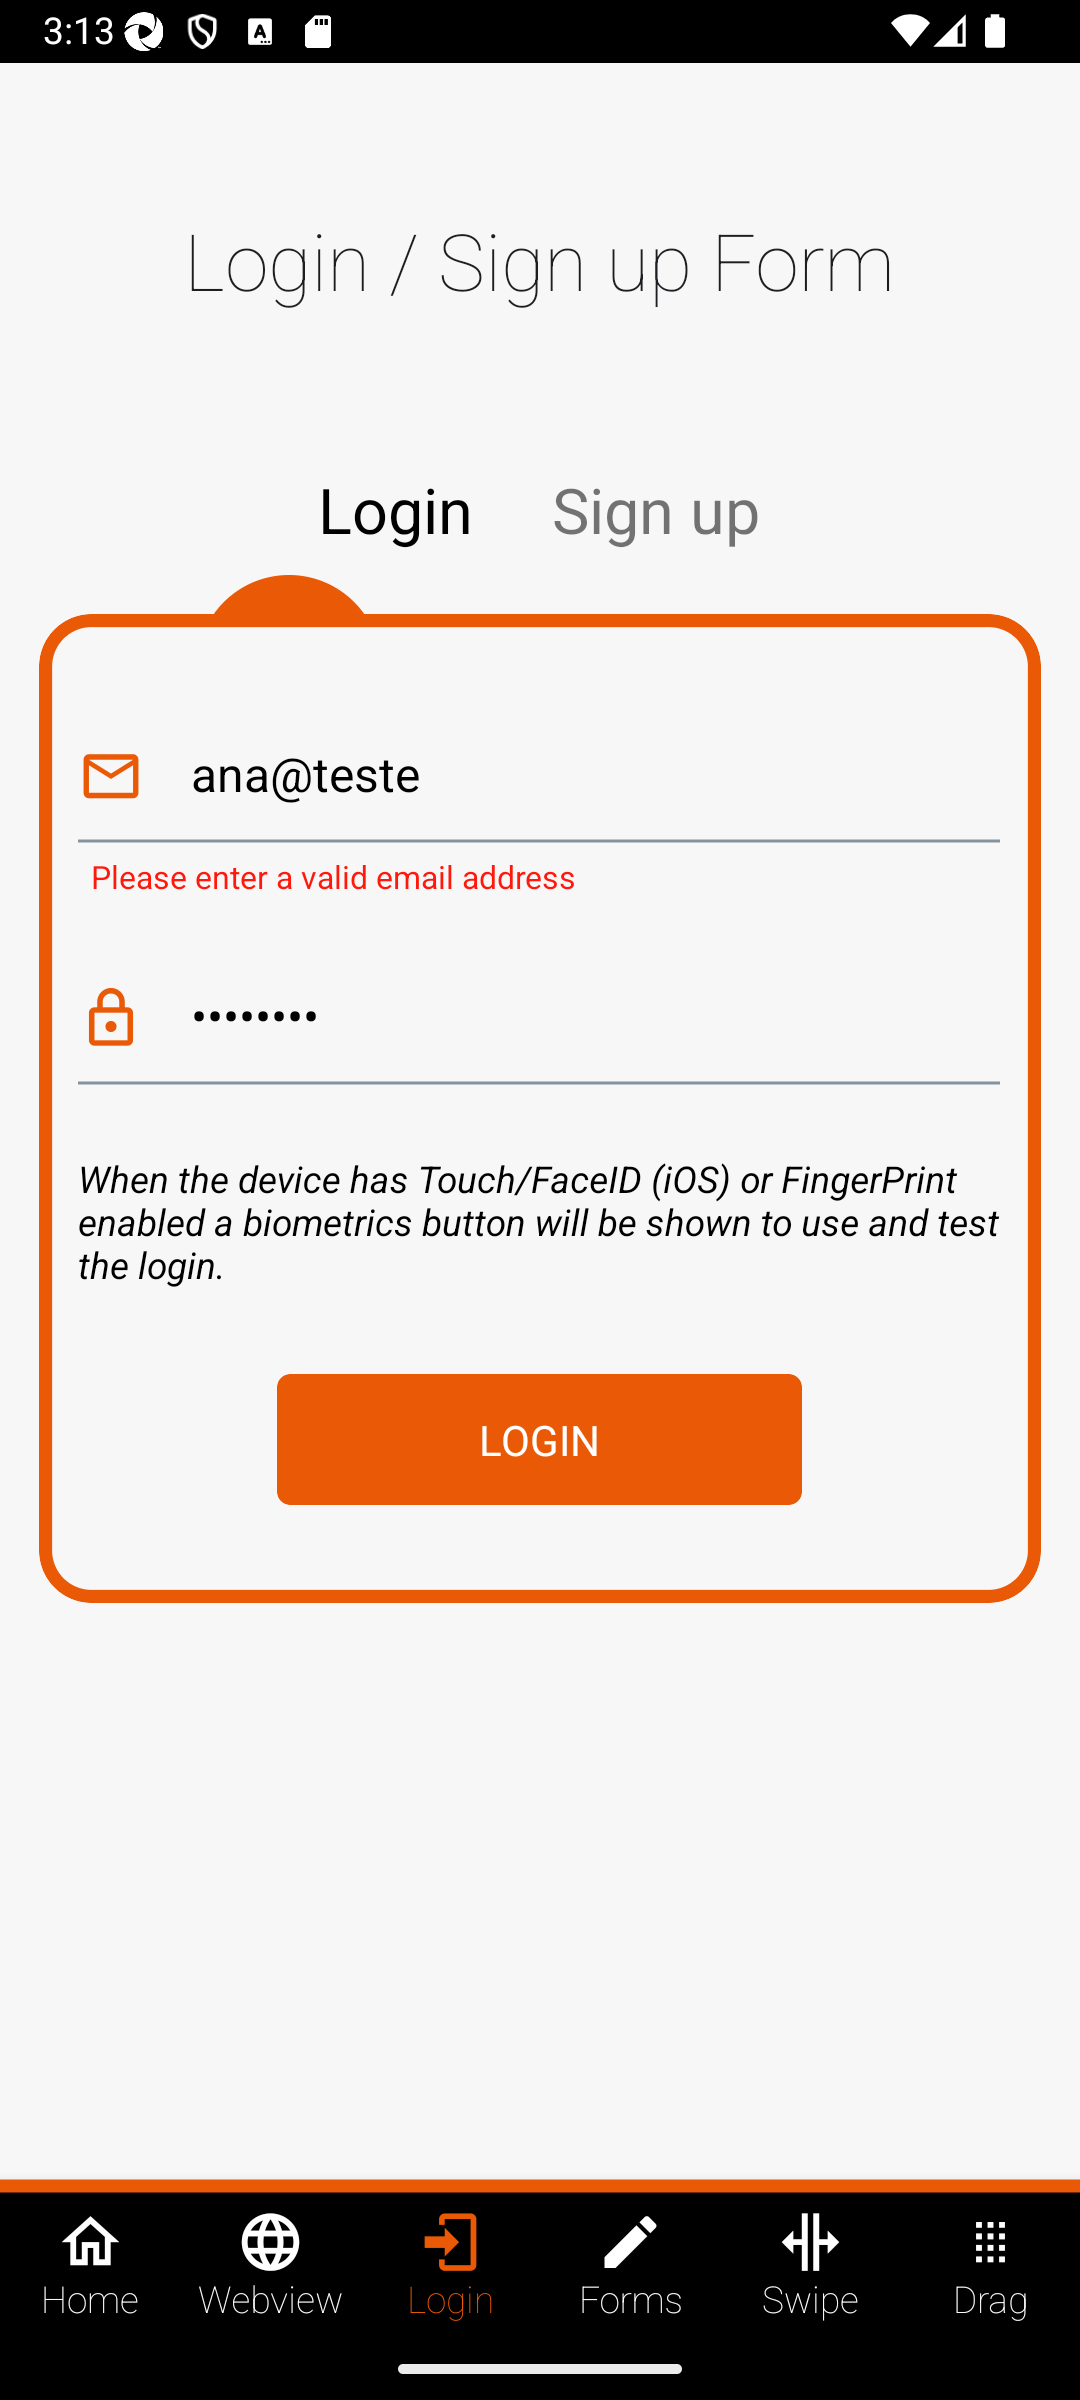 3:13
Login / Sign up Form
Login Sign up
ana@teste
Please enter a valid email address
••••••••
When the device has Touch/FaceID (iOS) or FingerPrint
enabled a biometrics button will be shown to use and test
the login.
LOGIN
Home Webview Login Forms Swipe Drag